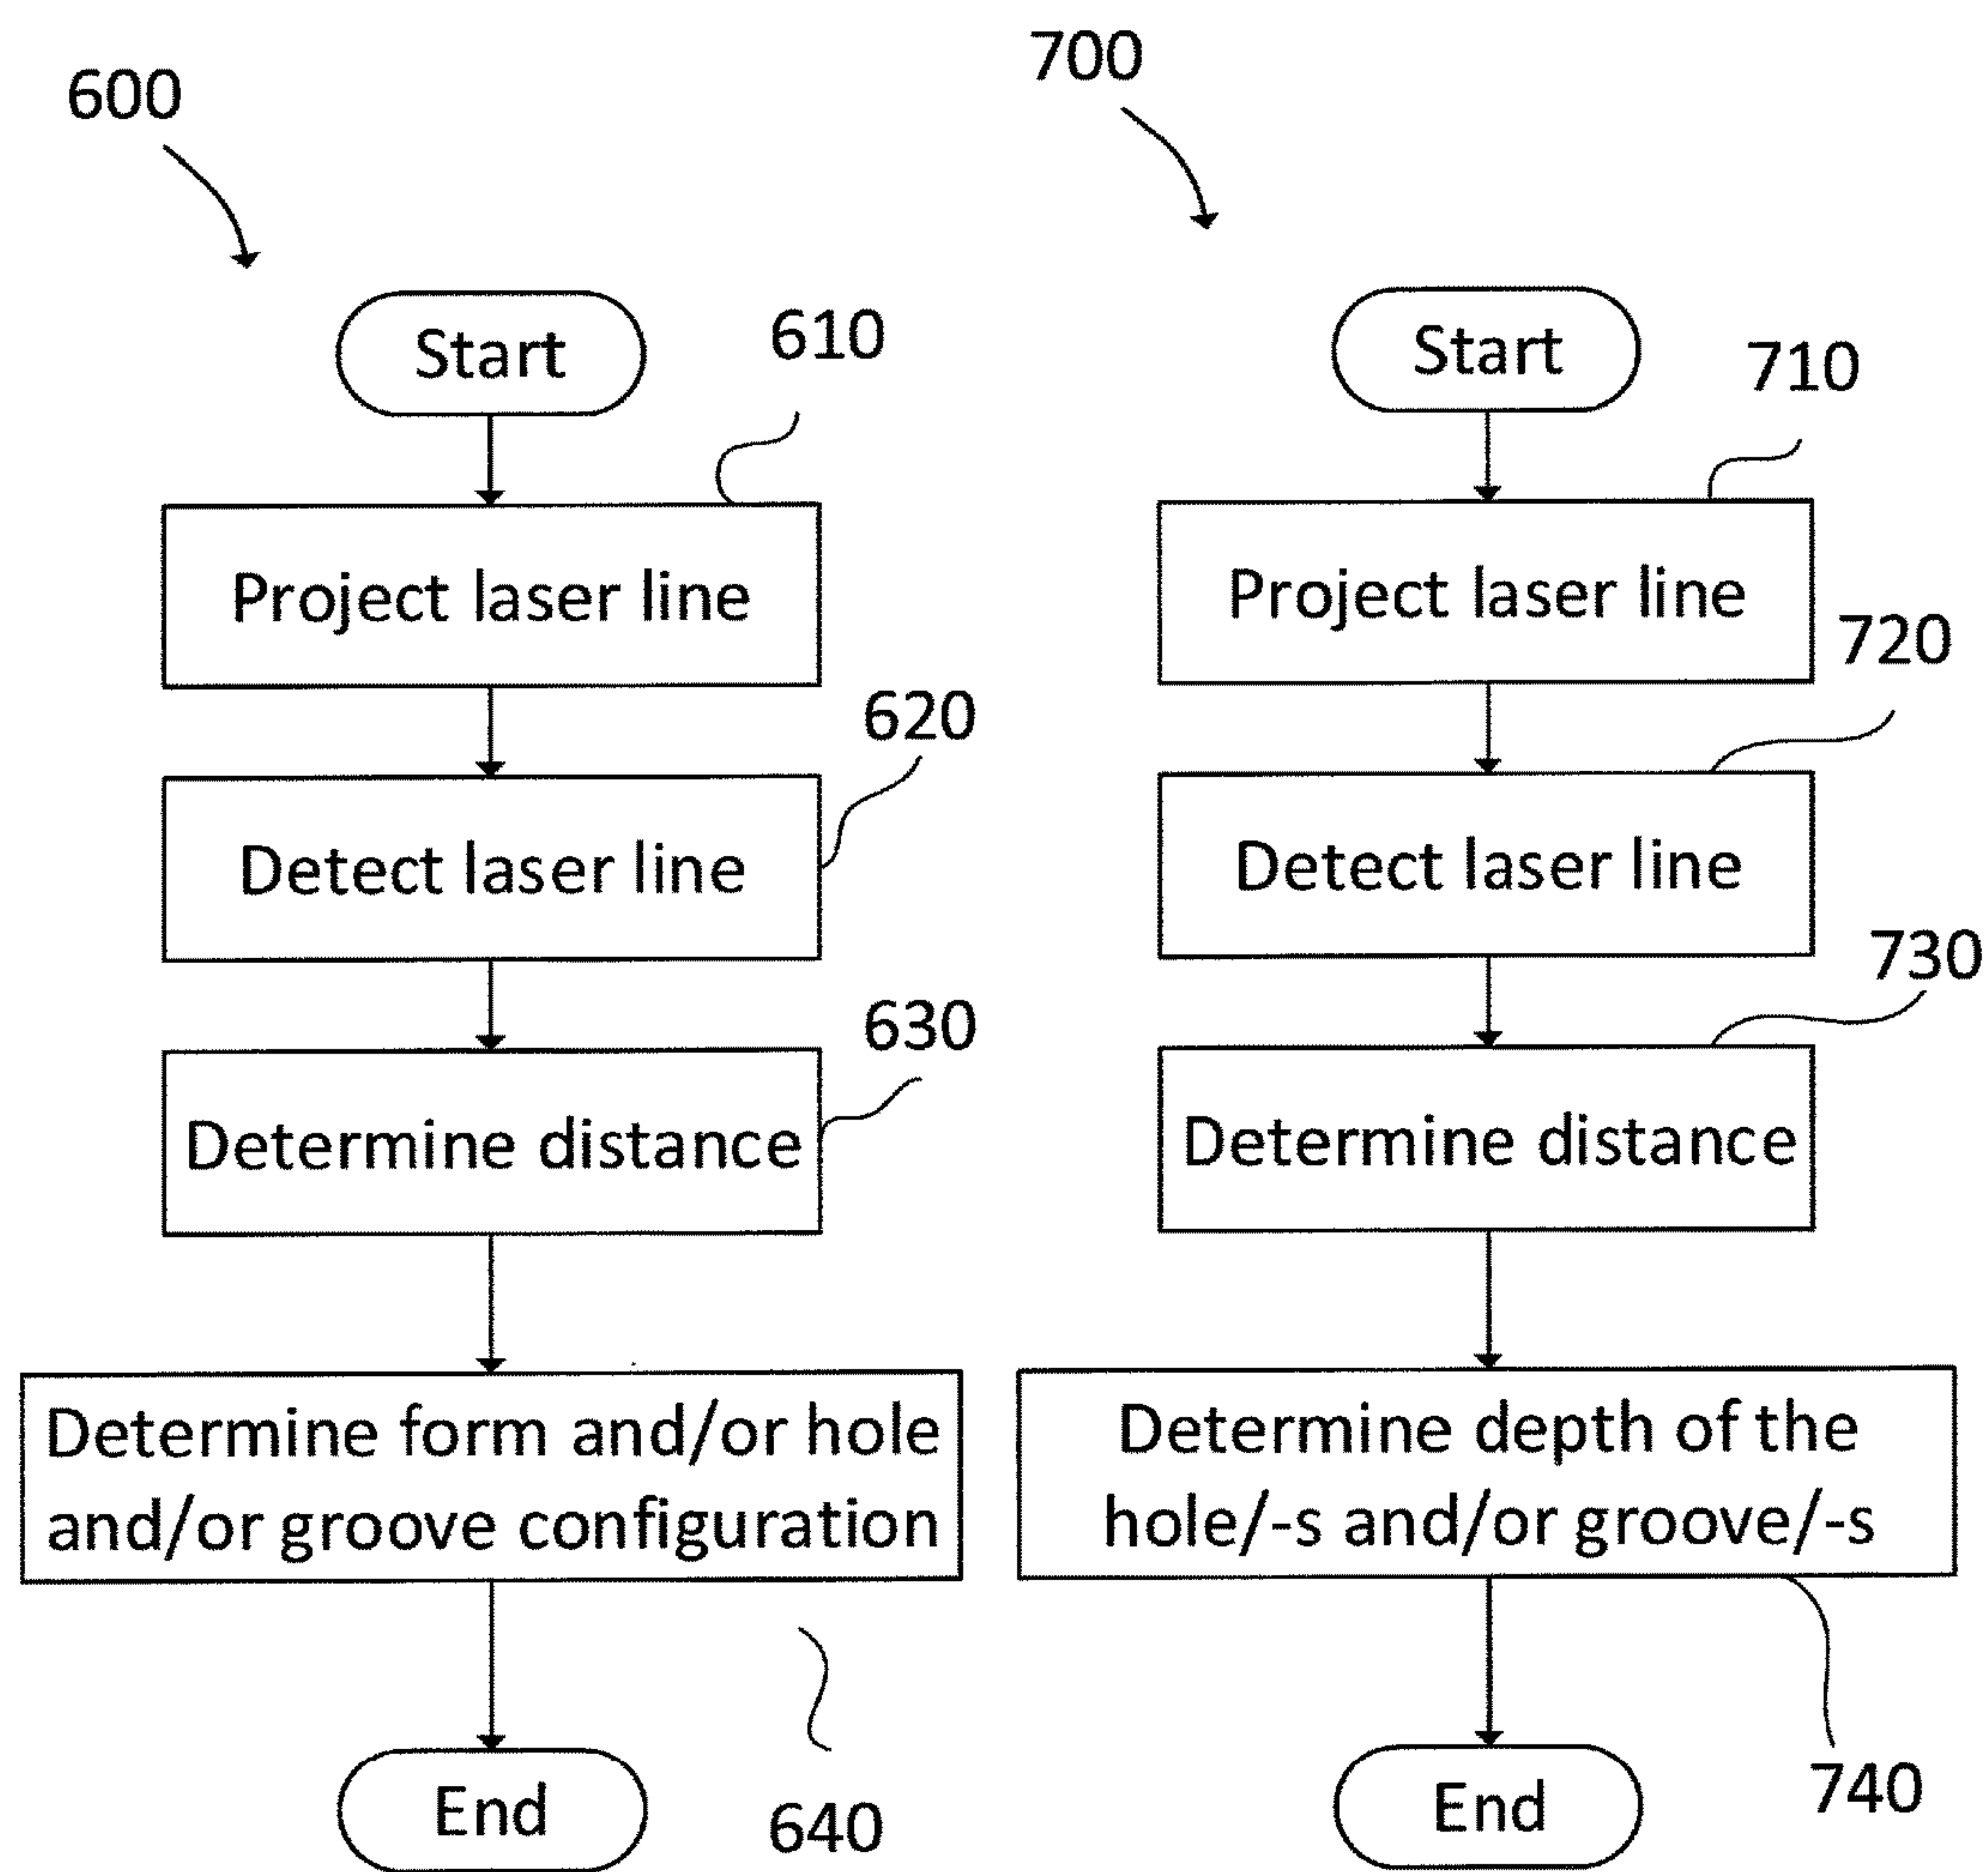 600
Start
610
Project laser line
620
Detect laser line
630
Determine distance
Determine form and/or hole
and/or groove configuration
640
End
700
Start
710
Project laser line
720
Detect laser line
730
Determine distance
Determine depth of the
hole/-s and/or groove/-s
740
End